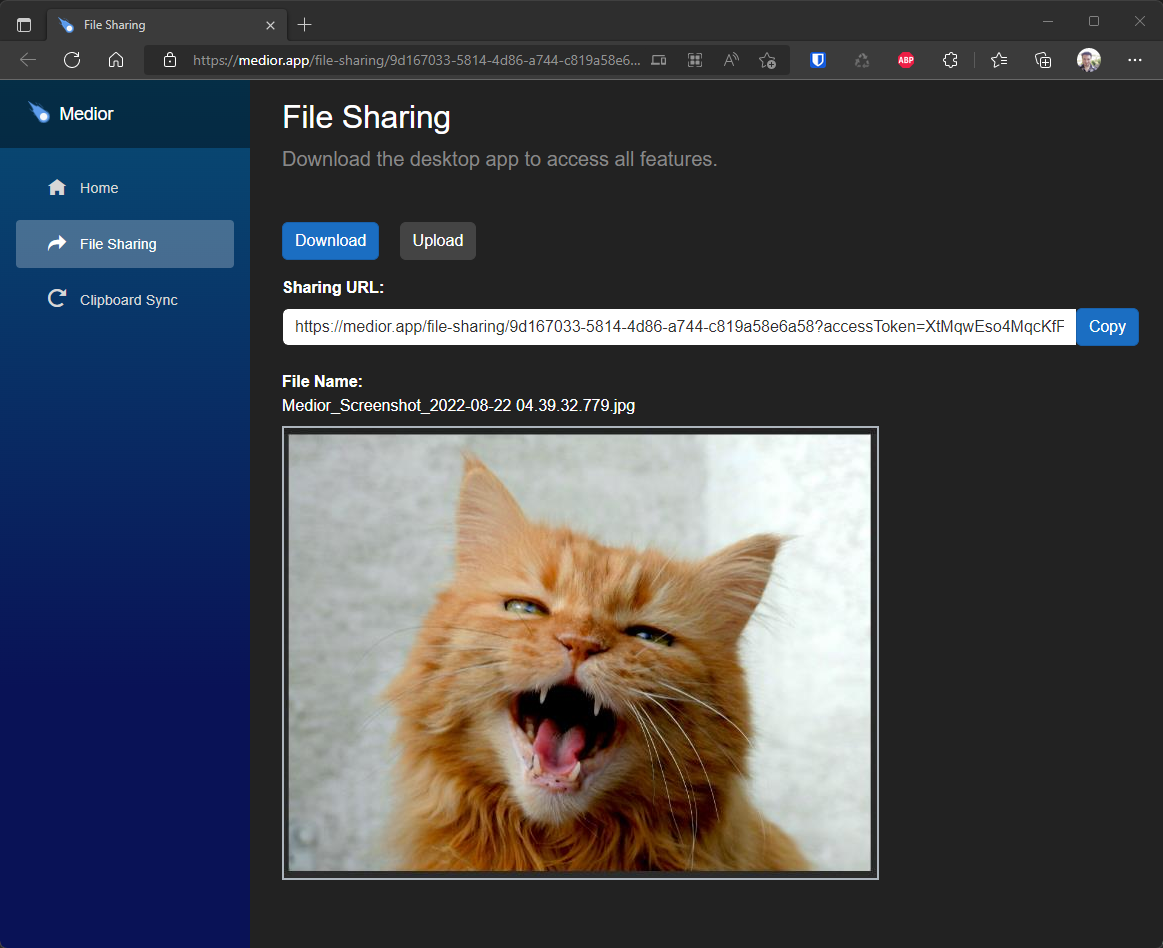 File Sharing
https://medior.app/file-sharing/9d167033-5814-4d86-a744-c819a58e6...
ABP
Medior
Home
File Sharing
Clipboard Sync
File Sharing
Download the desktop app to access all features.
Download
Upload
Sharing URL:
https://medior.app/file-sharing/9d167033-5814-4d86-a744-c819a58e6a58?accessToken=XtMqwEso4MqcKfF
Copy
File Name:
Medior_Screenshot_2022-08-22 04.39.32.779.jpg